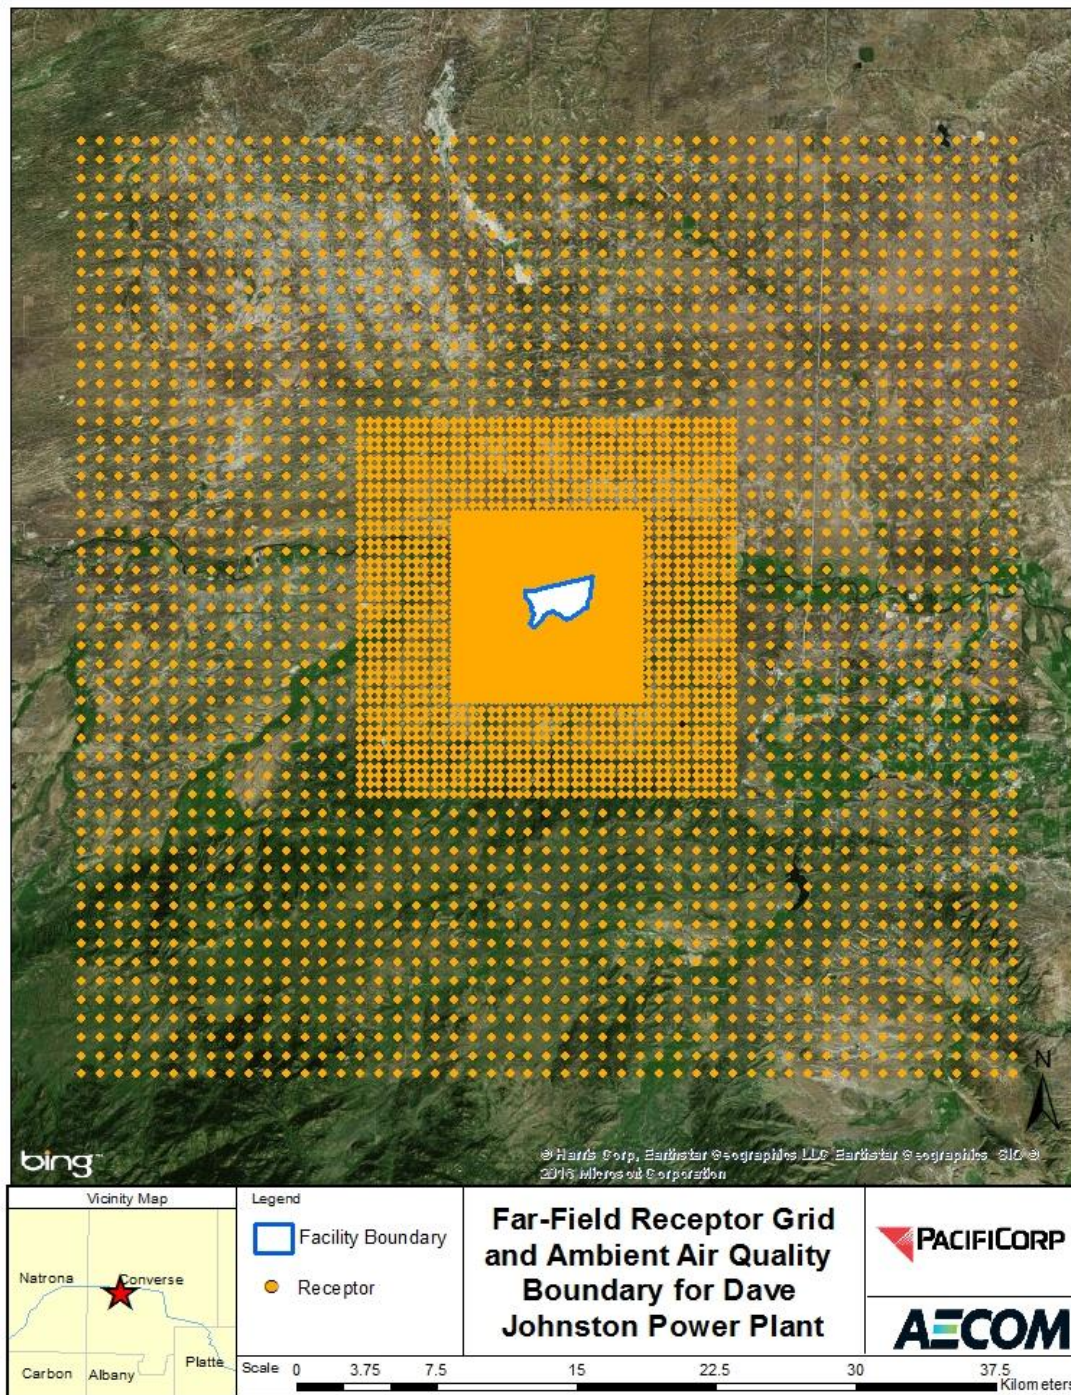 N
bing™
© Harris Corp, Earthstar Geographics LLC Earthstar Geographics SIO ©
2016 Microsoft Corporation
Vicinity Map
Natrona
Converse
Carbon
Albany
Platte
Legend
Facility Boundary
Receptor
Far-Field Receptor Grid
and Ambient Air Quality
Boundary for Dave
Johnston Power Plant
PACIFICORP
AECOM
Scale 0 3.75 7.5 15 22.5 30 37.5
Kilometers